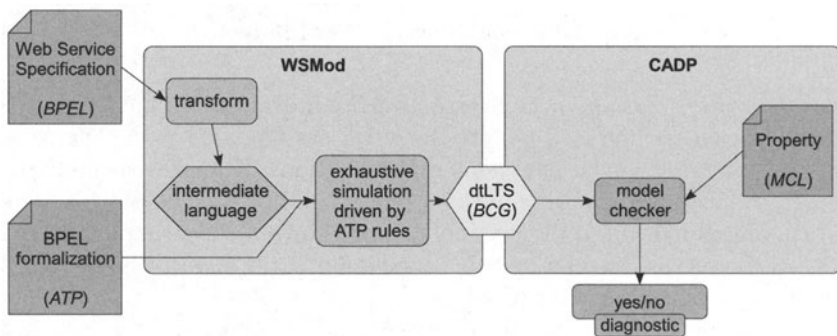 Web Service
Specification
(BPEL)
WSMod
transform
intermediate
language
exhaustive
simulation
driven by
ATP rules
BPEL
formalization
(ATP)
dtLTS
(BCG)
CADP
model
checker
Property
(MCL)
yes/no
diagnostic